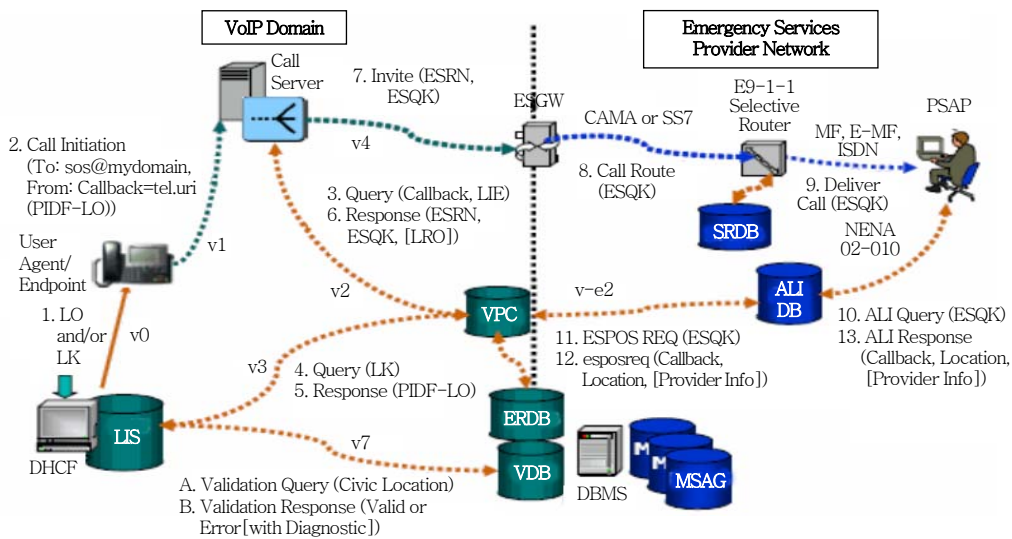 VoIP Domain
Emergency Services
Provider Network
Call
Server
7. Invite (ESRN,
ESQK)
ESGW
E9-1-1
Selective
Router
PSAP
CAMA or SS7
MF, E-MF,
ISDN
2. Call Initiation
(To: sos@mydomain,
From: Callback=tel.uri
(PIDF-LO))
v4
8. Call Route
(ESQK)
9. Deliver
Call (ESQK)
3. Query (Callback, LIE)
6. Response (ESRN,
ESQK, [LRO])
SRDB
NENA
02-010
User
Agent/
Endpoint
v1
v2
v-e2
VPC
ALI
DB
1. LO
and/or
LK
v0
v3
4. Query (LK)
5. Response (PIDF-LO)
11. ESPOS REQ (ESQK)
12. esposreq (Callback,
Location, [Provider Info])
10. ALI Query (ESQK)
13. ALI Response
(Callback, Location,
[Provider Info])
ERDB
LIS
DHCF
v7
VDB
DBMS
M
M
MSAG
A. Validation Query (Civic Location)
B. Validation Response (Valid or
Error[with Diagnostic])